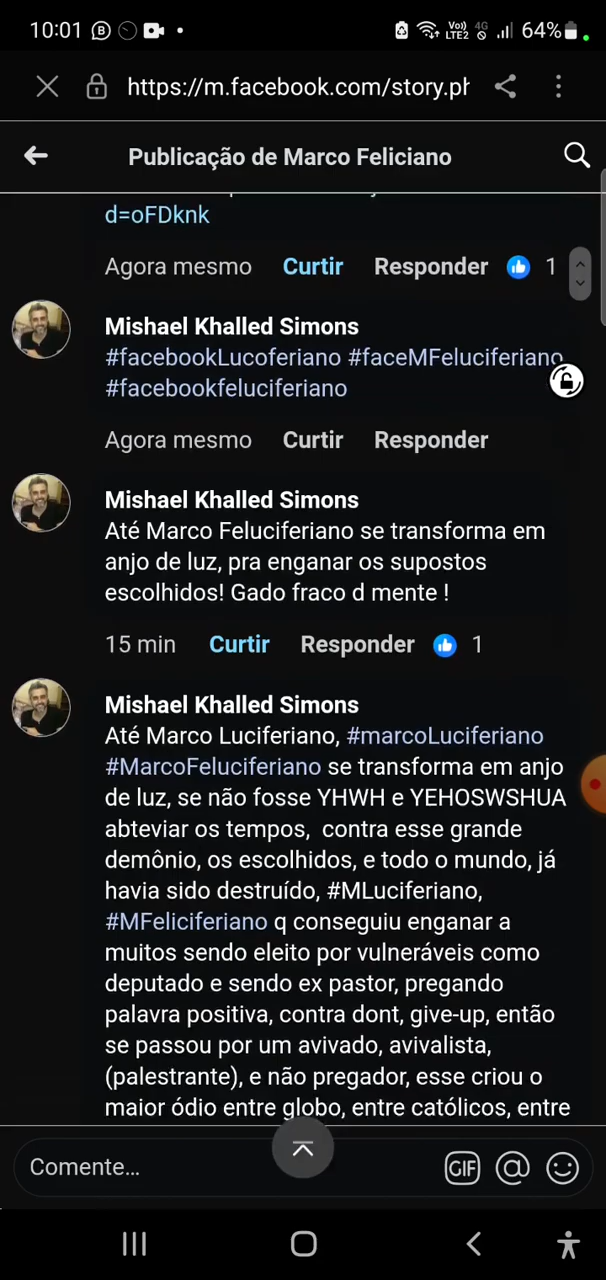 10:01
Vo))
LTE2
4G
64%
https://m.facebook.com/story.ph
Publicação de Marco Feliciano
d=oFDknk
Agora mesmo Curtir Responder 1
Mishael Khalled Simons
#facebookLucoferiano #faceMFeluciferiano
#facebookfeluciferiano
Agora mesmo Curtir Responder
Mishael Khalled Simons
Até Marco Feluciferiano se transforma em
anjo de luz, pra enganar os supostos
escolhidos! Gado fraco d mente !
15 min Curtir Responder 1
Mishael Khalled Simons
Até Marco Luciferiano, #marcoLuciferiano
#MarcoFeluciferiano se transforma em anjo
de luz, se não fosse YHWH e YEHOSWSHUA
abteviar os tempos, contra esse grande
demônio, os escolhidos, e todo o mundo, já
havia sido destruído, #MLuciferiano,
#MFeliciferiano q conseguiu enganar a
muitos sendo eleito por vulneráveis como
deputado e sendo ex pastor, pregando
palavra positiva, contra dont, give-up, então
se passou por um avivado, avivalista,
(palestrante), e não pregador, esse criou o
maior ódio entre globo, entre católicos, entre
Comente...
GIF